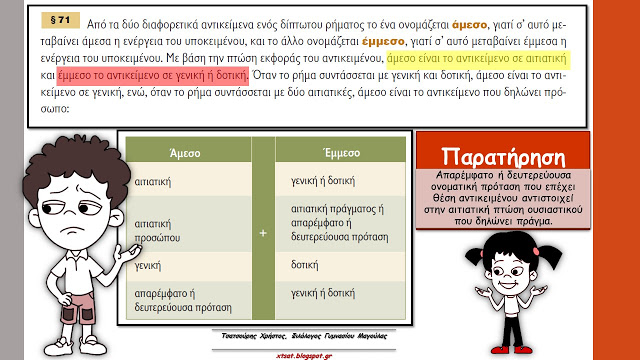 § 71 Από τα δύο διαφορετικά αντικείμενα ενός δίπτωτου ρήματος το ένα ονομάζεται άμεσο, γιατί σ' αυτό με-
ταβαίνει άμεσα η ενέργεια του υποκειμένου, και το άλλο ονομάζεται έμμεσο, γιατί σ' αυτό μεταβαίνει έμμεσα η
ενέργεια του υποκειμένου. Με βάση την πτώση εκφοράς του αντικειμένου, άμεσο είναι το αντικείμενο σε αιτιατική
και έμμεσο το αντικείμενο σε γενική ή δοτική. Όταν το ρήμα συντάσσεται με γενική και δοτική, άμεσο είναι το αντι-
κείμενο σε γενική, ενώ, όταν το ρήμα συντάσσεται με δύο αιτιατικές, άμεσο είναι το αντικείμενο που δηλώνει πρό-
σωπο:
Άμεσο Έμμεσο
αιτιατική γενική ή δοτική
αιτιατική
προσώπου
+
αιτιατική πράγματος ή
απαρέμφατο ή
δευτερεύουσα πρόταση
γενική δοτική
απαρέμφατο ή
δευτερεύουσα πρόταση
γενική ή δοτική
Παρατήρηση
Απαρέμφατο ή δευτερεύουσα
ονοματική πρόταση που επέχει
θέση αντικειμένου αντιστοιχεί
στην αιτιατική πτώση ουσιαστικού
που δηλώνει πράγμα.
Τσατσούρης Χρήστος, Φιλόλογος Γυμνασίου Μαγούλας
xtsat.blogspot.gr